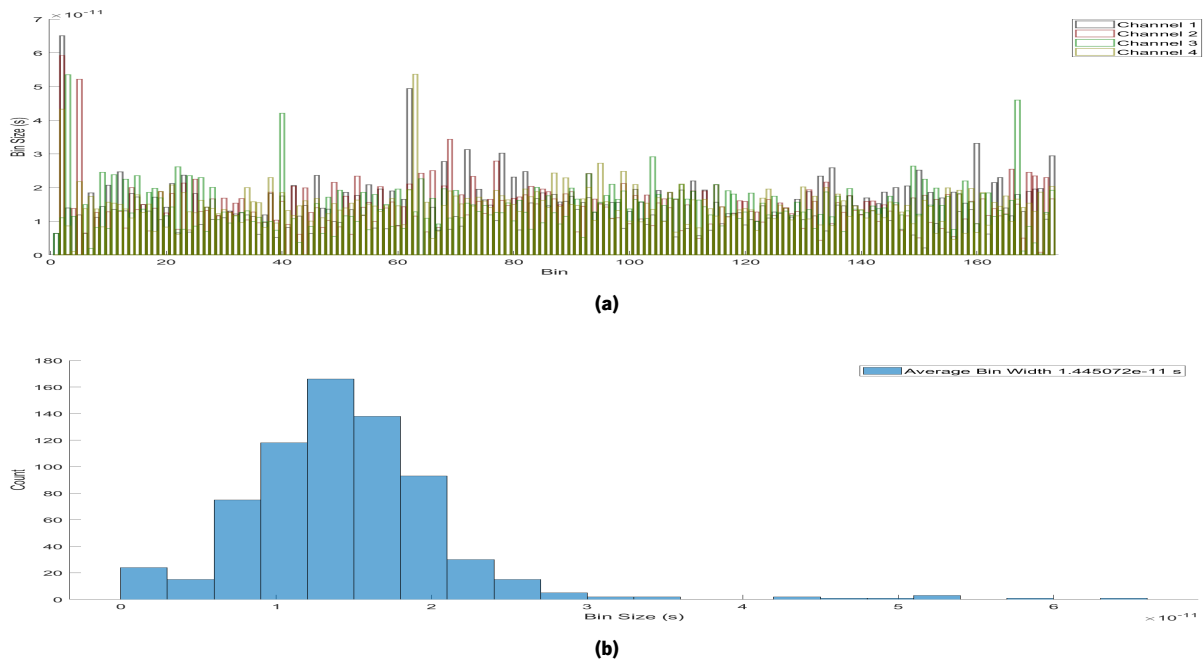 × 10⁻¹¹
7
6
5
4
3
2
1
0
Bin Size (s)
0 20 40 60 80 100 120 140 160
Bin
Channel 1
Channel 2
Channel 3
Channel 4
(a)
180
160
140
120
100
80
60
40
20
0
Count
Average Bin Width 1.445072e-11 s
0 1 2 3 4 5 6
Bin Size (s)
× 10⁻¹¹
(b)